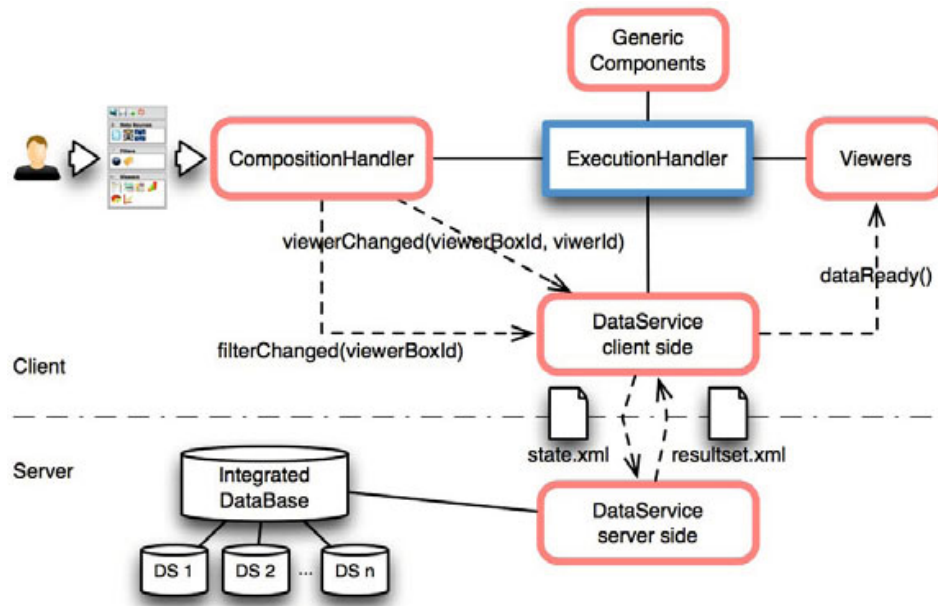 Generic
Components
CompositionHandler
ExecutionHandler
Viewers
viewerChanged(viewerBoxId, viwerId)
dataReady()
DataService
client side
filterChanged(viewerBoxId)
Client
state.xml
resultset.xml
Server
Integrated
DataBase
DataService
server side
DS 1
DS 2
...
DS n